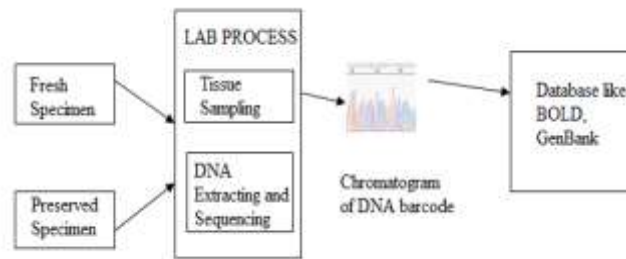 Fresh
Specimen
Preserved
Specimen
LAB PROCESS
Tissue
Sampling
DNA
Extracting and
Sequencing
Chromatogram
of DNA barcode
Database like
BOLD,
GenBank